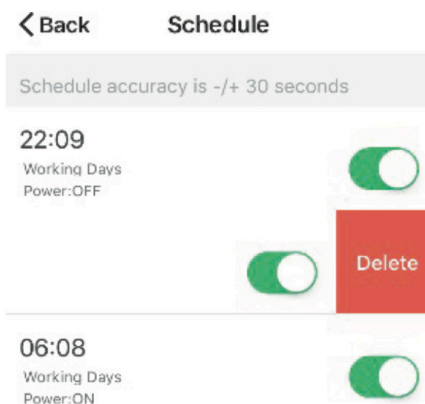 Back Schedule
Schedule accuracy is -/+ 30 seconds
22:09
Working Days
Power:OFF
Delete
06:08
Working Days
Power:ON